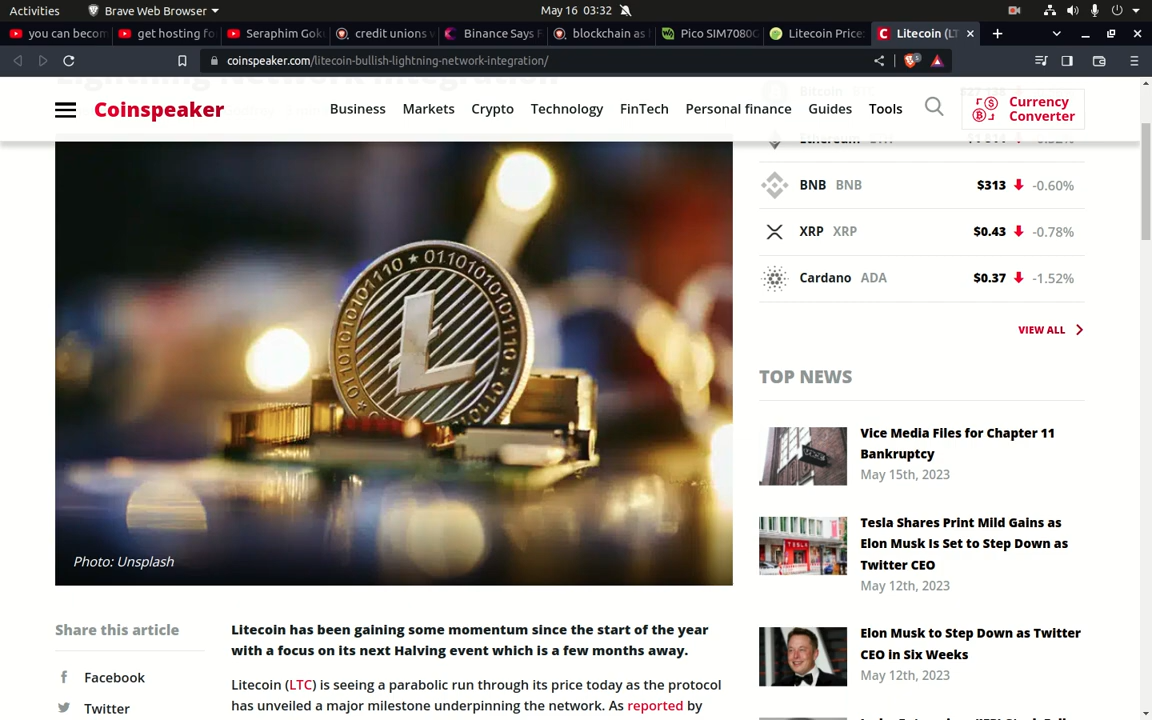 Activities
Brave Web Browser
May 16 03:32
you can becom
get hosting fo
Seraphim Gok
credit unions v
Binance Says F
blockchain as
Pico SIM7080G
Litecoin Price
Litecoin (LT
coinspeaker.com/litecoin-bullish-lightning-network-integration/
1
Lightning Network Integration
Coinspeaker
Business
Markets
Crypto
Technology
FinTech
Personal finance
Guides
Tools
Currency
Converter
BNB BNB $313 -0.60%
XRP XRP $0.43 -0.78%
Cardano ADA $0.37 -1.52%
VIEW ALL
TOP NEWS
Vice Media Files for Chapter 11
Bankruptcy
May 15th, 2023
Tesla Shares Print Mild Gains as
Elon Musk Is Set to Step Down as
Twitter CEO
May 12th, 2023
Elon Musk to Step Down as Twitter
CEO in Six Weeks
May 12th, 2023
Photo: Unsplash
Share this article
Facebook
Twitter
Litecoin has been gaining some momentum since the start of the year
with a focus on its next Halving event which is a few months away.
Litecoin (LTC) is seeing a parabolic run through its price today as the protocol
has unveiled a major milestone underpinning the network. As reported by